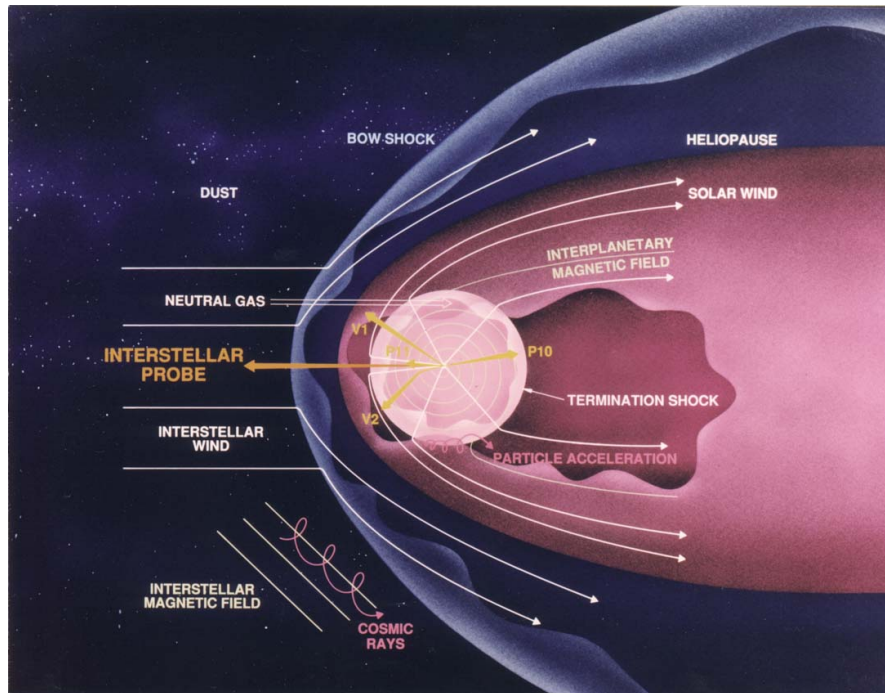 BOW SHOCK
HELIOPAUSE
DUST
SOLAR WIND
INTERPLANETARY
MAGNETIC FIELD
NEUTRAL GAS
V1
P11
P10
INTERSTELLAR
PROBE
TERMINATION SHOCK
V2
INTERSTELLAR
WIND
PARTICLE ACCELERATION
INTERSTELLAR
MAGNETIC FIELD
COSMIC
RAYS